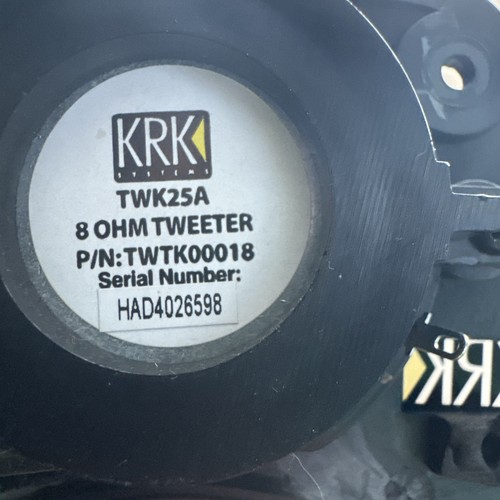 KRK
SYSTEMS
TWK25A
8 OHM TWEETER
P/N:TWTK00018
Serial Number:
HAD4026598
KRK